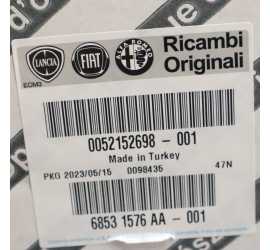 LANCIA FIAT ALFA ROMEO Ricambi
Originali
0052152698 - 001
Made in Turkey
PKG 2023/05/15 0098435 47N
6853 1576 AA - 001